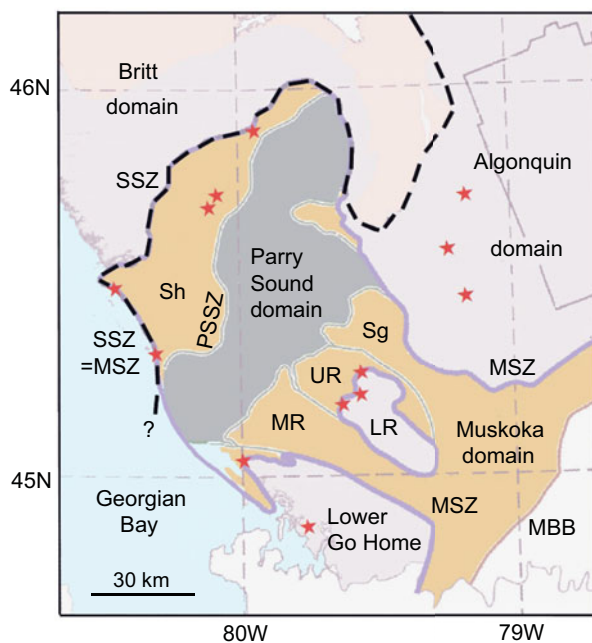 46N
Britt
domain
SSZ
Algonquin
domain
Parry
Sound
domain
Sh
PSSZ
SSZ
=MSZ
Sg
MSZ
UR
?
MR
LR
Muskoka
domain
45N
Georgian
Bay
MSZ
Lower
Go Home
MBB
30 km
80W
79W